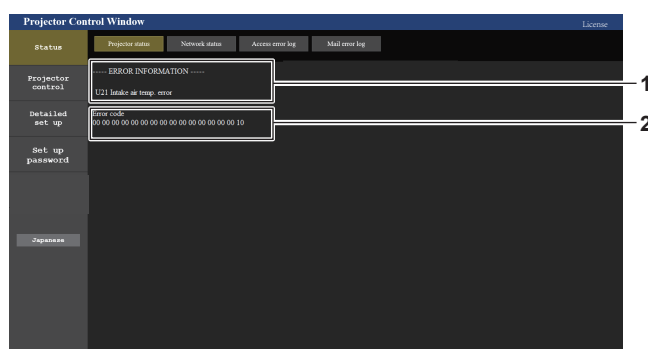 Projector Control Window
License
Status
Projector status
Network status
Access error log
Mail error log
Projector
control
----- ERROR INFORMATION -----
U21 Intake air temp. error
1
Detailed
set up
Error code
00 00 00 00 00 00 00 00 00 00 00 00 00 00 00 10
2
Set up
password
Japanese